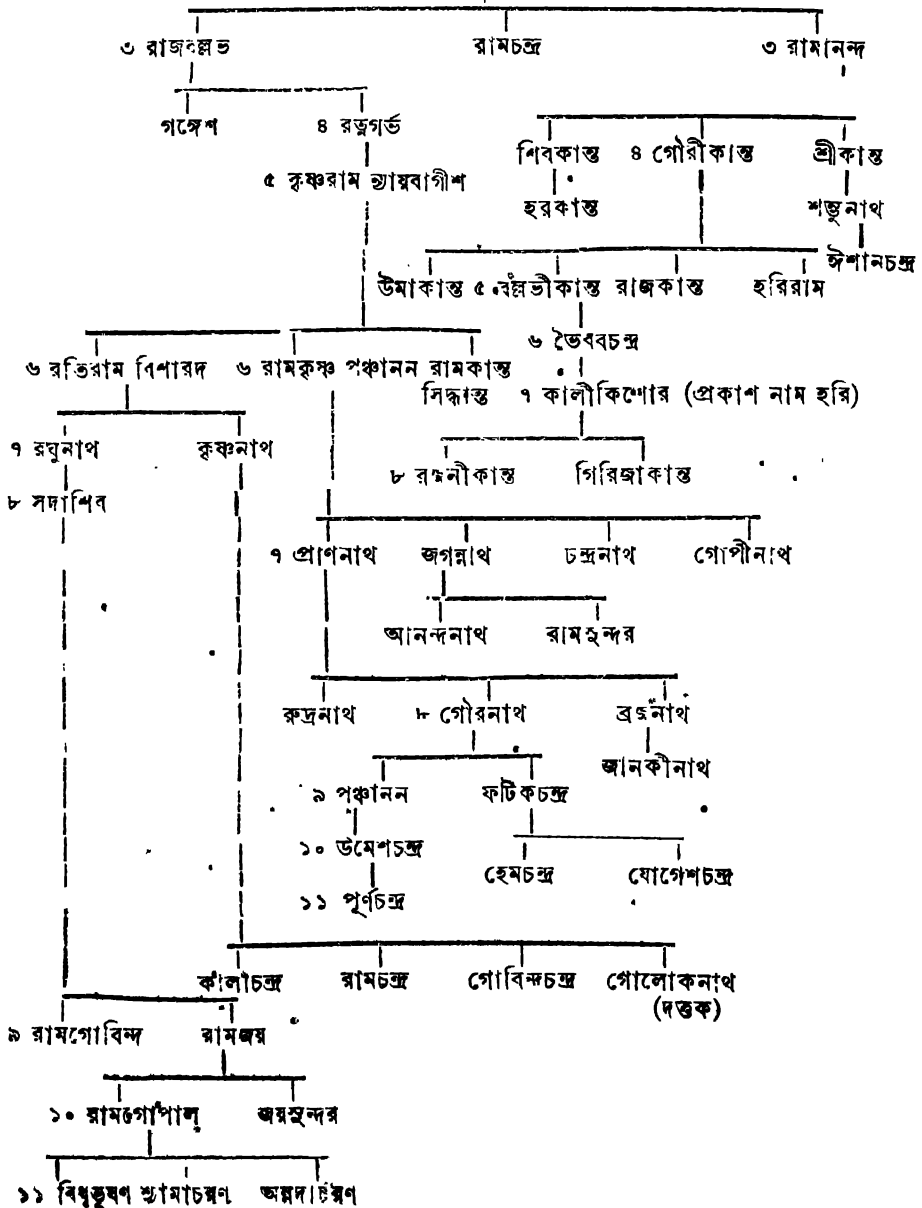 ৩ রাজবল্লভ রামচন্দ্র ৩ রামানন্দ
গঙ্গেশ ৪ রত্নগর্ভ
শিবকান্ত ৪ গৌরীকান্ত শ্রীকান্ত
৫ কৃষ্ণরাম ন্যায়বাগীশ
হরকান্ত শম্ভুনাথ
ঈশানচন্দ্র
উমাকান্ত ৫ বল্লভীকান্ত রাজকান্ত হরিরাম
৬ ভৈববচন্দ্র
৬ রতিরাম বিশারদ ৬ রামকৃষ্ণ পঞ্চানন রামকান্ত
সিদ্ধান্ত ৭ কালীকিশোর (প্রকাশ নাম হরি)
৭ রঘুনাথ কৃষ্ণনাথ
৮ রজনীকান্ত গিরিজাকান্ত
৮ সদাশিব
৭ প্রাণনাথ জগন্নাথ চন্দ্রনাথ গোপীনাথ
আনন্দনাথ রামসুন্দর
রুদ্রনাথ ৮ গৌরনাথ ব্রজনাথ
জানকীনাথ
৯ পঞ্চানন ফটিকচন্দ্র
১০ উমেশচন্দ্র
হেমচন্দ্র যোগেশচন্দ্র
১১ পূর্ণচন্দ্র
কালাচন্দ্র রামচন্দ্র গোবিন্দচন্দ্র গোলোকনাথ
(দত্তক)
৯ রামগোবিন্দ রামজয়
১০ রামগোপাল জয়সুন্দর
১১ বিধুভূষণ শ্যামাচরণ অন্নদাচরণ